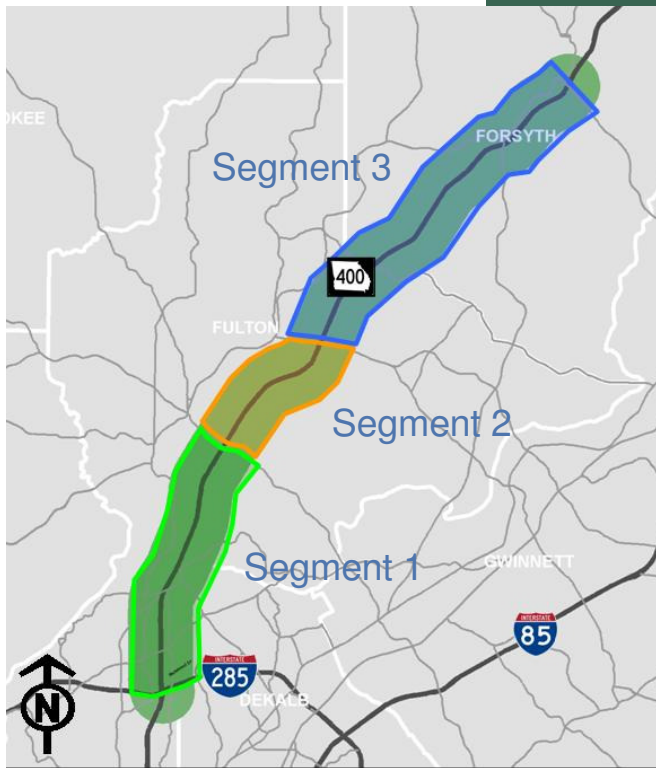 OKEE
FORSYTH
Segment 3
400
FULTON
Segment 2
Segment 1
GWINNETT
INTERSTATE
85
INTERSTATE
285
DEKALB
N